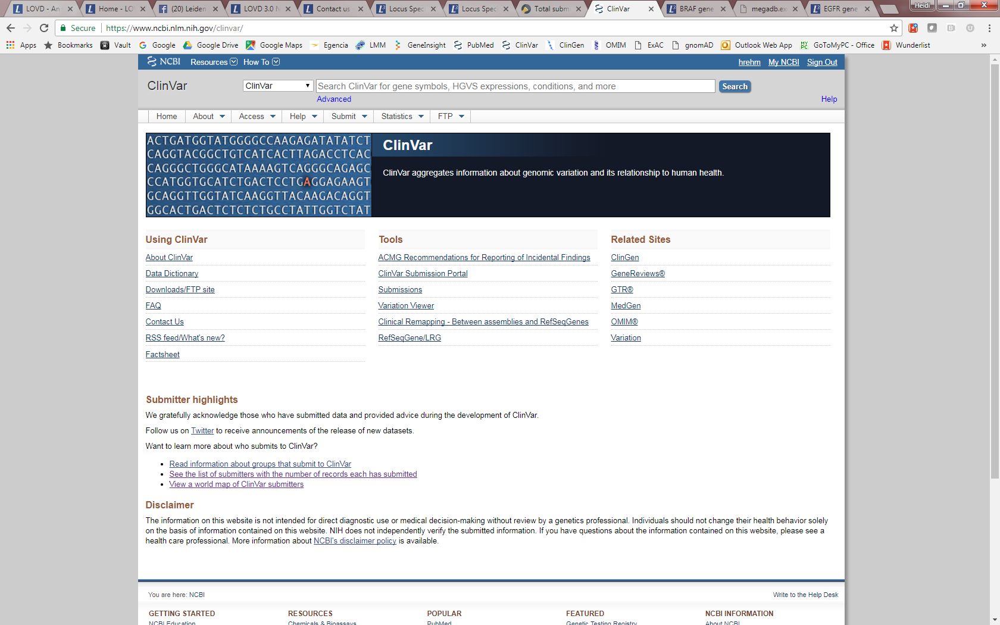 LOVD - An
Home - LO
(20) Leiden
LOVD 3.0 N
Contact us
Locus Spec
Locus Spec
Total subm
ClinVar
BRAF gene
megadb.ex
EGFR gene
Heidi
Secure https://www.ncbi.nlm.nih.gov/clinvar/
Apps Bookmarks Vault Google Google Drive Google Maps Egencia LMM GeneInsight PubMed ClinVar ClinGen OMIM ExAC gnomAD Outlook Web App GoToMyPC - Office Wunderlist »
NCBI Resources How To hrehm My NCBI Sign Out
ClinVar ClinVar Search ClinVar for gene symbols, HGVS expressions, conditions, and more Search
Advanced Help
Home About Access Help Submit Statistics FTP
ACTGATGGTATGGGGCCAAGAGATATATCT
CAGGTACGGCTGTCATCACTTAGACCTCAC
CAGGGCTGGGCATAAAAGTCAGGGCAGAGC
CCATGGTGCATCTGACTCCTGAGGAGAAGT
GCAGGTTGGTATCAAGGTTACAAGACAGGT
GGCACTGACTCTCTCTGCCTATTGGTCTAT
ClinVar
ClinVar aggregates information about genomic variation and its relationship to human health.
Using ClinVar
About ClinVar
Data Dictionary
Downloads/FTP site
FAQ
Contact Us
RSS feed/What's new?
Factsheet
Tools
ACMG Recommendations for Reporting of Incidental Findings
ClinVar Submission Portal
Submissions
Variation Viewer
Clinical Remapping - Between assemblies and RefSeqGenes
RefSeqGene/LRG
Related Sites
ClinGen
GeneReviews®
GTR®
MedGen
OMIM®
Variation
Submitter highlights
We gratefully acknowledge those who have submitted data and provided advice during the development of ClinVar.
Follow us on Twitter to receive announcements of the release of new datasets.
Want to learn more about who submits to ClinVar?
• Read information about groups that submit to ClinVar
• See the list of submitters with the number of records each has submitted
• View a world map of ClinVar submitters
Disclaimer
The information on this website is not intended for direct diagnostic use or medical decision-making without review by a genetics professional. Individuals should not change their health behavior solely
on the basis of information contained on this website. NIH does not independently verify the submitted information. If you have questions about the information contained on this website, please see a
health care professional. More information about NCBI's disclaimer policy is available.
You are here: NCBI Write to the Help Desk
GETTING STARTED RESOURCES POPULAR FEATURED NCBI INFORMATION
NCBI Education Chemicals & Bioassays PubMed Genetic Testing Registry About NCBI